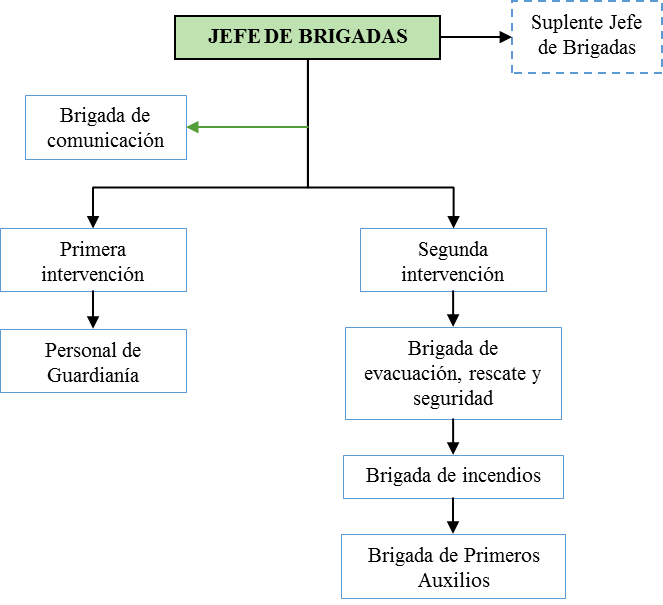 JEFE DE BRIGADAS
Suplente Jefe
de Brigadas
Brigada de
comunicación
Primera
intervención
Segunda
intervención
Personal de
Guardianía
Brigada de
evacuación, rescate y
seguridad
Brigada de incendios
Brigada de Primeros
Auxilios